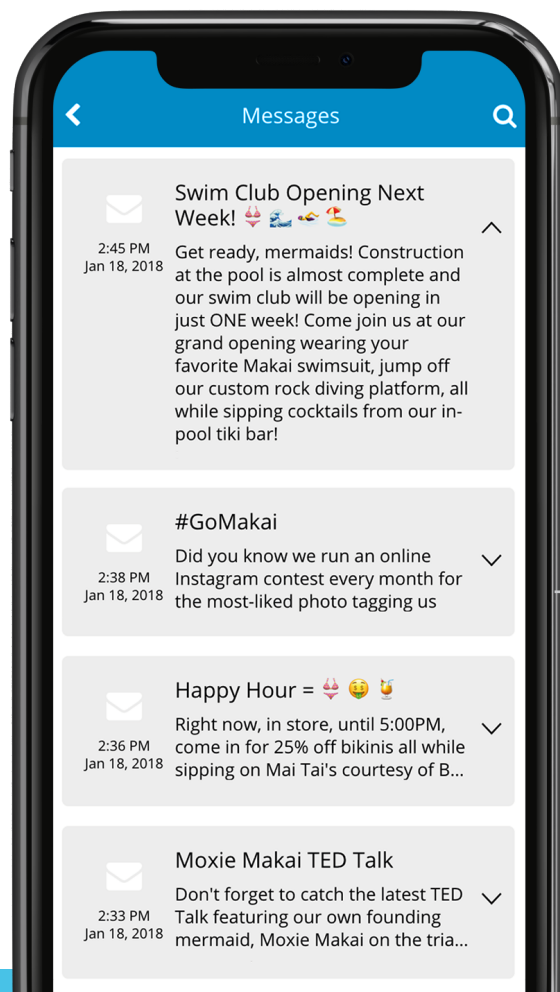 Messages
Swim Club Opening Next
Week! 👙 🌊 🏊 🏖️
2:45 PM
Jan 18, 2018
Get ready, mermaids! Construction
at the pool is almost complete and
our swim club will be opening in
just ONE week! Come join us at our
grand opening wearing your
favorite Makai swimsuit, jump off
our custom rock diving platform, all
while sipping cocktails from our in-
pool tiki bar!
#GoMakai
2:38 PM
Jan 18, 2018
Did you know we run an online
Instagram contest every month for
the most-liked photo tagging us
Happy Hour = 👙 🤑 🍹
2:36 PM
Jan 18, 2018
Right now, in store, until 5:00PM,
come in for 25% off bikinis all while
sipping on Mai Tai's courtesy of B...
Moxie Makai TED Talk
2:33 PM
Jan 18, 2018
Don't forget to catch the latest TED
Talk featuring our own founding
mermaid, Moxie Makai on the tria...